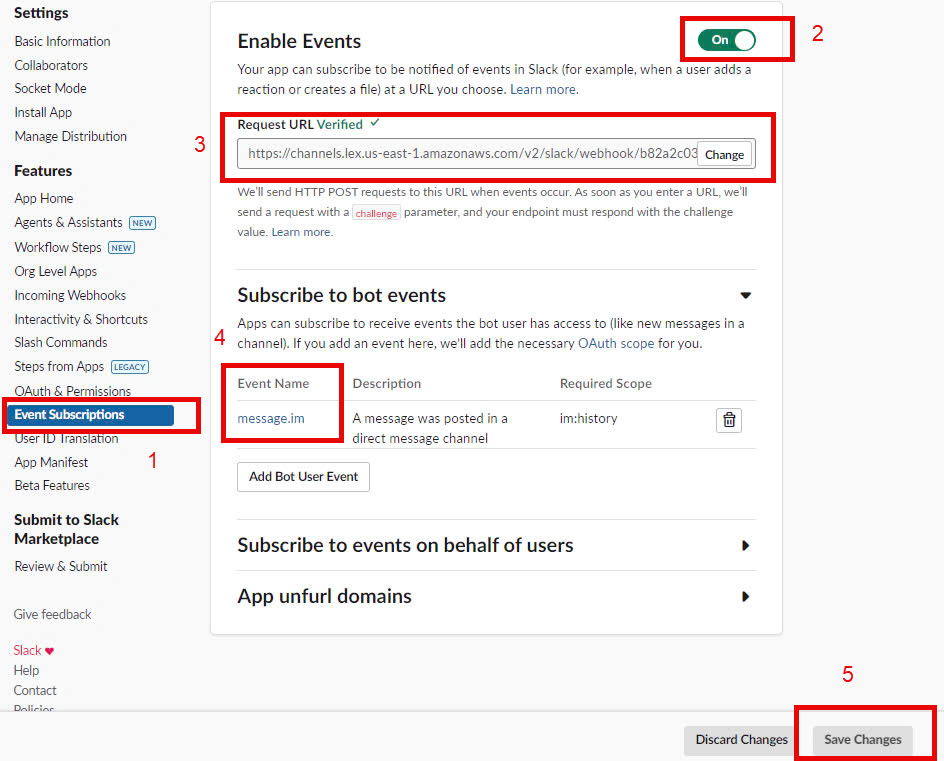 Settings
Basic Information
Collaborators
Socket Mode
Install App
Manage Distribution
Features
App Home
Agents & Assistants NEW
Workflow Steps NEW
Org Level Apps
Incoming Webhooks
Interactivity & Shortcuts
Slash Commands
Steps from Apps LEGACY
OAuth & Permissions
Event Subscriptions
User ID Translation
1
App Manifest
Beta Features
Submit to Slack
Marketplace
Review & Submit
Give feedback
Slack
Help
Contact
Policies
Enable Events
On
2
Your app can subscribe to be notified of events in Slack (for example, when a user adds a
reaction or creates a file) at a URL you choose. Learn more.
Request URL Verified
3
https://channels.lex.us-east-1.amazonaws.com/v2/slack/webhook/b82a2c03
Change
We'll send HTTP POST requests to this URL when events occur. As soon as you enter a URL, we'll
send a request with a challenge parameter, and your endpoint must respond with the challenge
value. Learn more.
Subscribe to bot events
Apps can subscribe to receive events the bot user has access to (like new messages in a
channel). If you add an event here, we'll add the necessary OAuth scope for you.
4
Event Name Description Required Scope
message.im A message was posted in a im:history
direct message channel
Add Bot User Event
Subscribe to events on behalf of users
App unfurl domains
5
Discard Changes
Save Changes